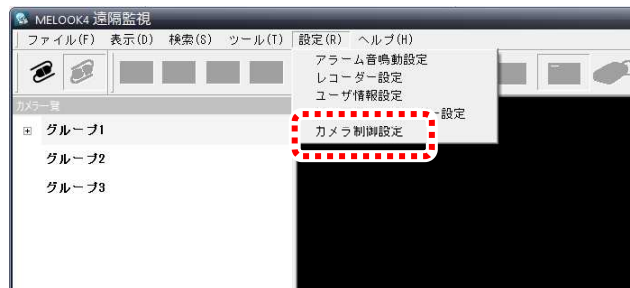 MELOOK4 遠隔監視
ファイル(F) 表示(D) 検索(S) ツール(T) 設定(R) ヘルプ(H)
アラーム音鳴動設定
レコーダー設定
ユーザ情報設定
ー設定
カメラ制御設定
カメラ一覧
グループ1
グループ2
グループ3